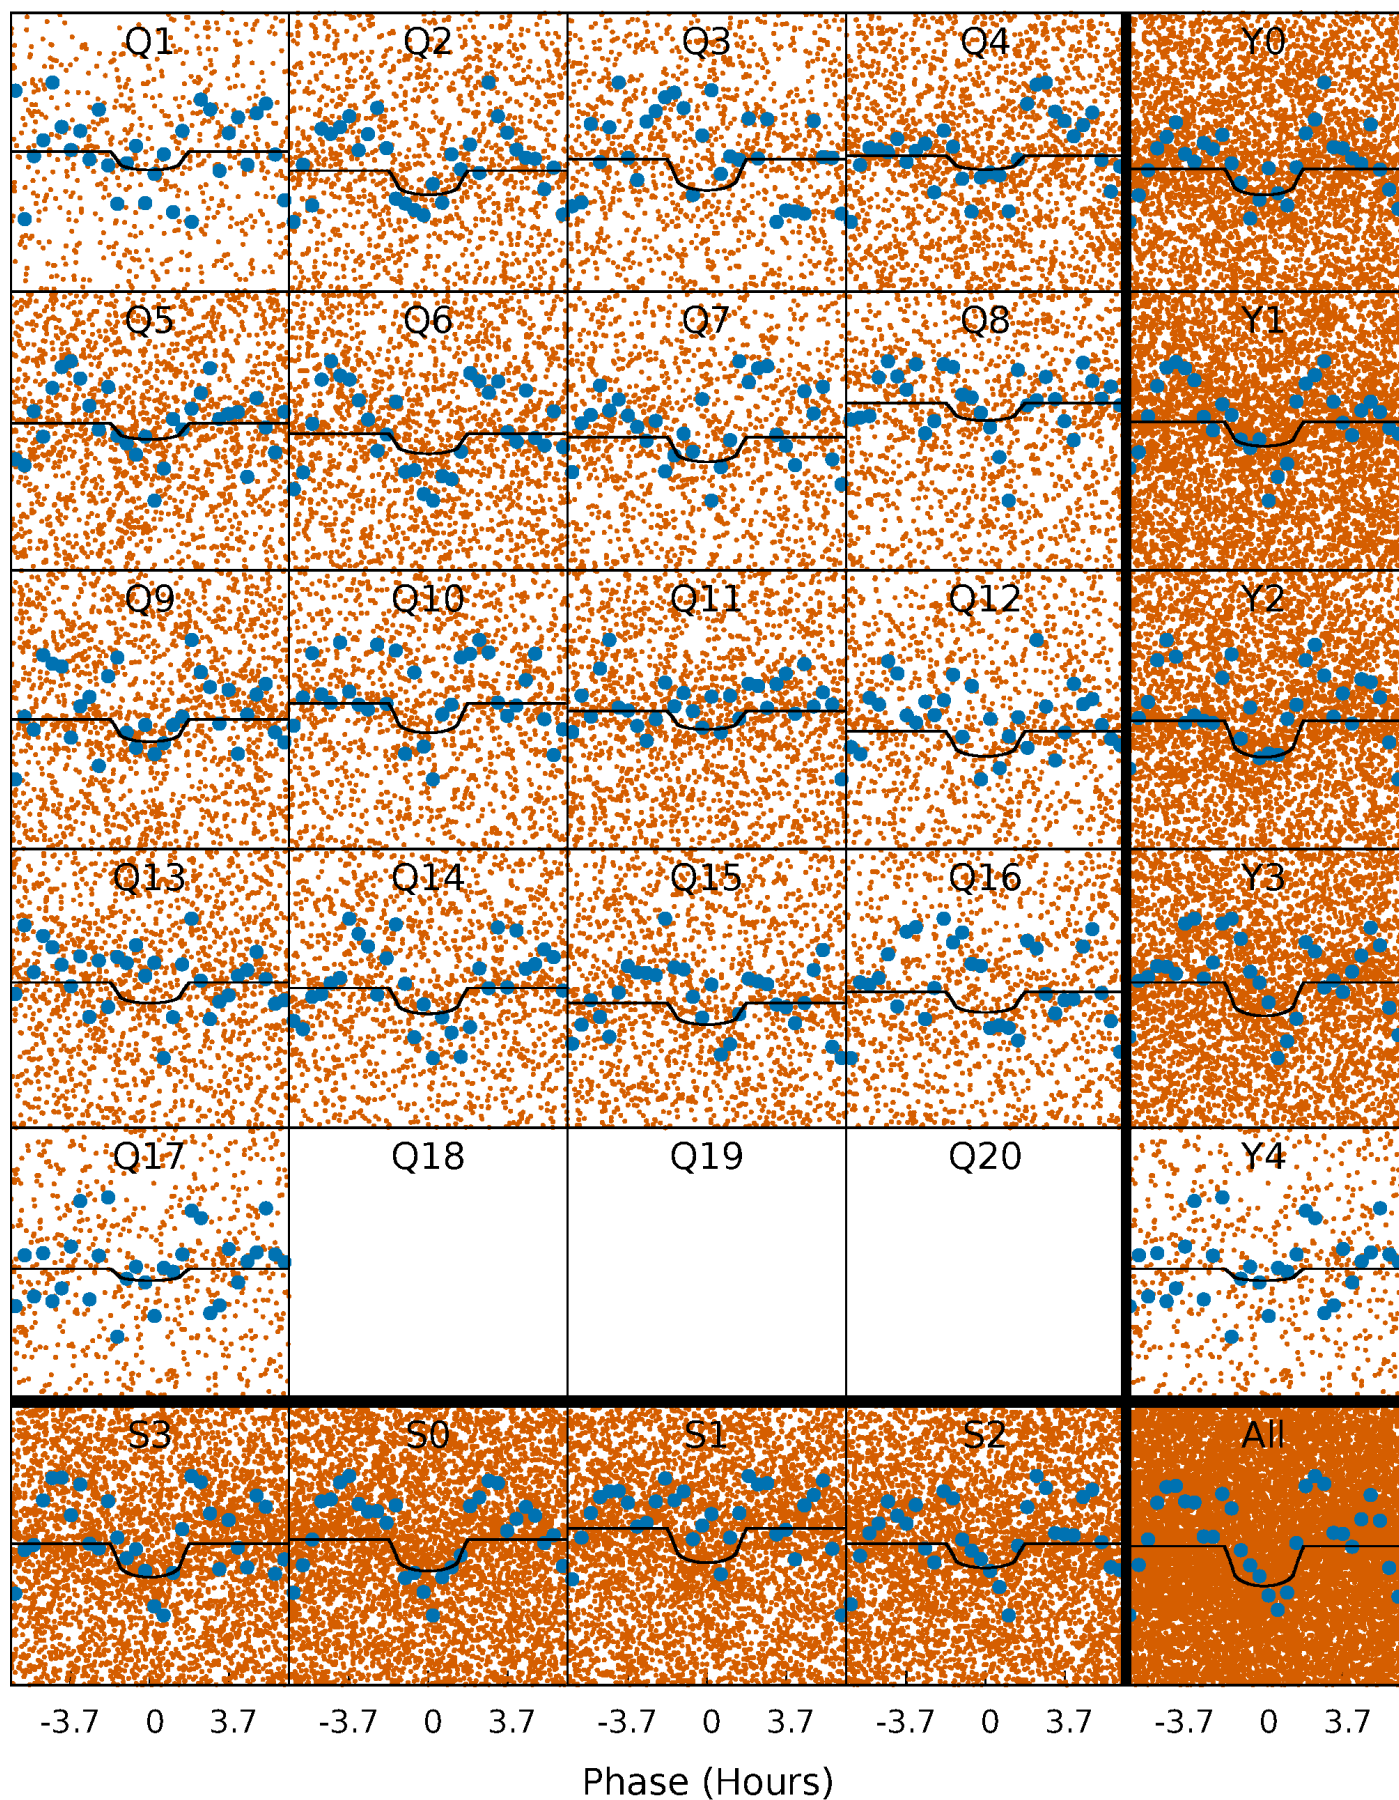 Q1 Q2 Q3 Q4 Y0
Q5 Q6 Q7 Q8 Y1
Q9 Q10 Q11 Q12 Y2
Q13 Q14 Q15 Q16 Y3
Q17 Q18 Q19 Q20 Y4
S3 S0 S1 S2 All
-3.7 0 3.7 -3.7 0 3.7 -3.7 0 3.7 -3.7 0 3.7 -3.7 0 3.7
Phase (Hours)